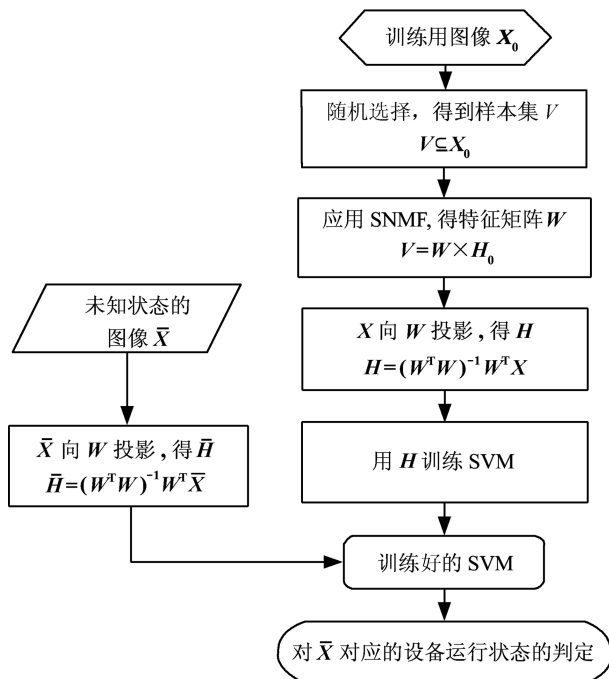 训练用图像 X₀
随机选择，得到样本集 V
V⊆X₀
应用 SNMF, 得特征矩阵 W
V=W×H₀
X 向 W 投影 , 得 H
H=(WᵀW)⁻¹WᵀX
用 H 训练 SVM
未知状态的
图像 X̄
X̄ 向 W 投影 , 得 H̄
H̄=(WᵀW)⁻¹WᵀX̄
训练好的 SVM
对 X̄ 对应的设备运行状态的判定